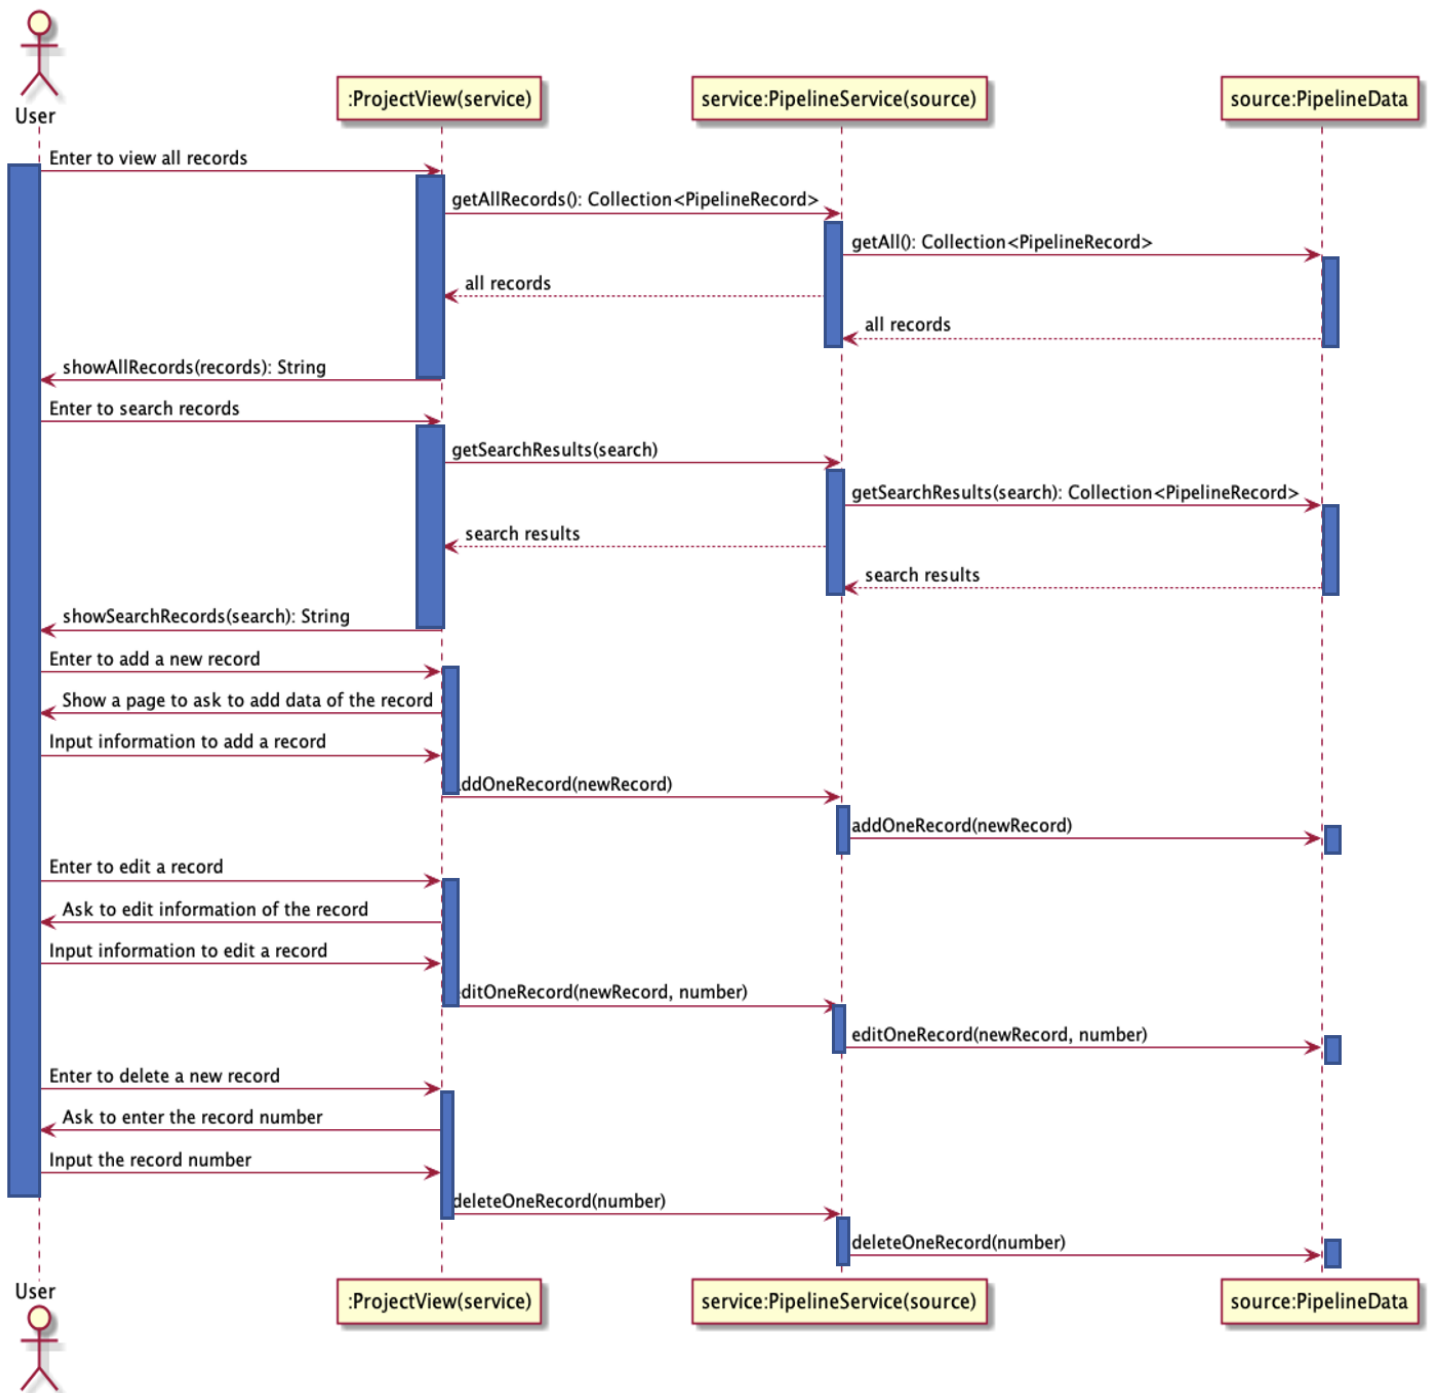 User
:ProjectView(service)
service:PipelineService(source)
source:PipelineData
Enter to view all records
getAllRecords(): Collection<PipelineRecord>
getAll(): Collection<PipelineRecord>
all records
all records
showAllRecords(records): String
Enter to search records
getSearchResults(search)
getSearchResults(search): Collection<PipelineRecord>
search results
search results
showSearchRecords(search): String
Enter to add a new record
Show a page to ask to add data of the record
Input information to add a record
ddOneRecord(newRecord)
addOneRecord(newRecord)
Enter to edit a record
Ask to edit information of the record
Input information to edit a record
ditOneRecord(newRecord, number)
editOneRecord(newRecord, number)
Enter to delete a new record
Ask to enter the record number
Input the record number
deleteOneRecord(number)
deleteOneRecord(number)
User
:ProjectView(service)
service:PipelineService(source)
source:PipelineData